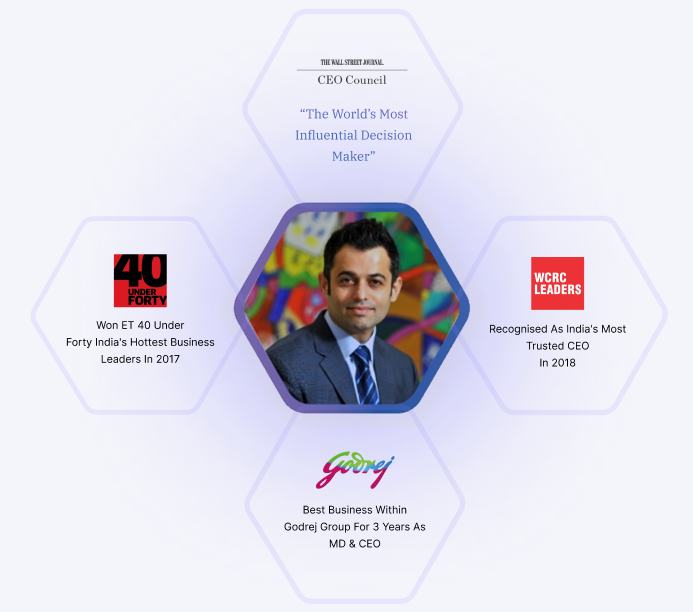 THE WALL STREET JOURNAL.
CEO Council
“The World’s Most
Influential Decision
Maker”
40
UNDER
FORTY
Won ET 40 Under
Forty India's Hottest Business
Leaders In 2017
WCRC
LEADERS
Recognised As India's Most
Trusted CEO
In 2018
Godrej
Best Business Within
Godrej Group For 3 Years As
MD & CEO